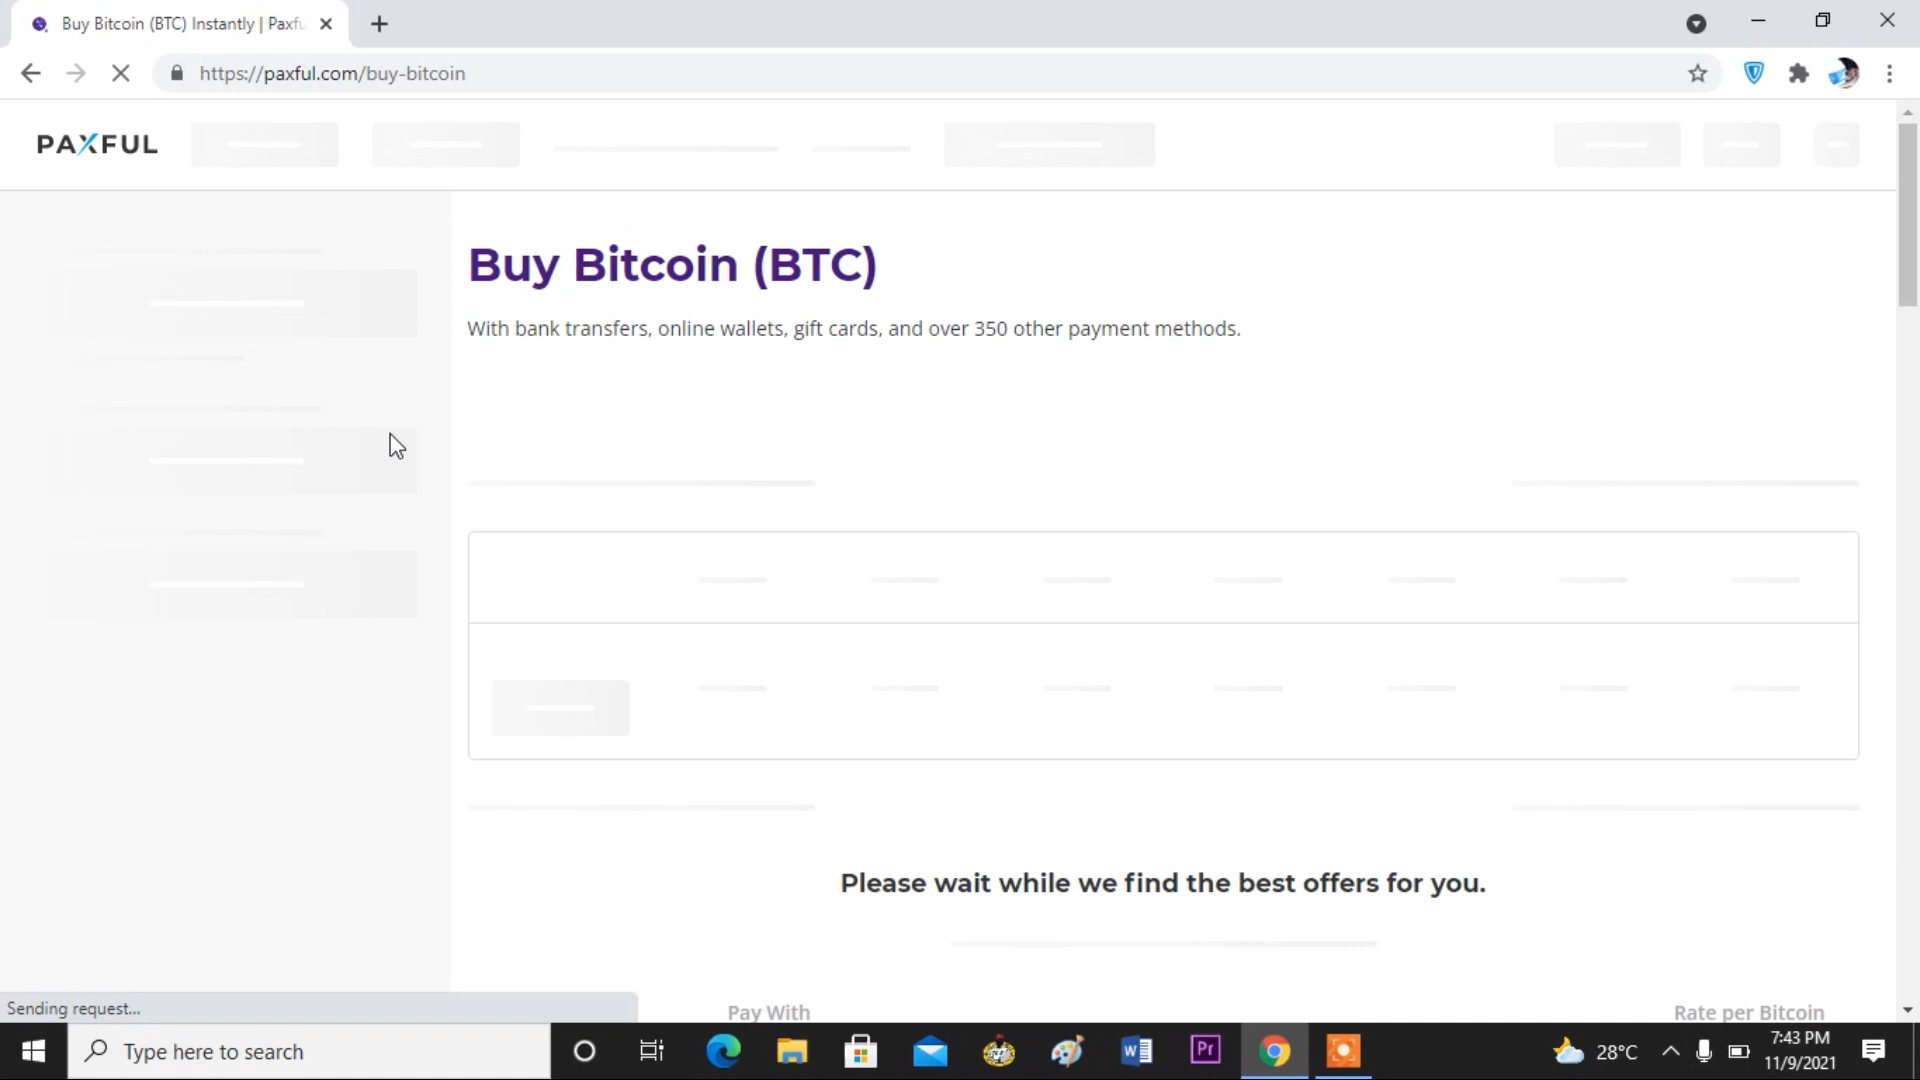 Buy Bitcoin (BTC) Instantly | Paxfu
https://paxful.com/buy-bitcoin
PAXFUL
Buy Bitcoin (BTC)
With bank transfers, online wallets, gift cards, and over 350 other payment methods.
Please wait while we find the best offers for you.
Pay With
Rate per Bitcoin
Sending request...
Type here to search
W
Pr
28°C
7:43 PM
11/9/2021